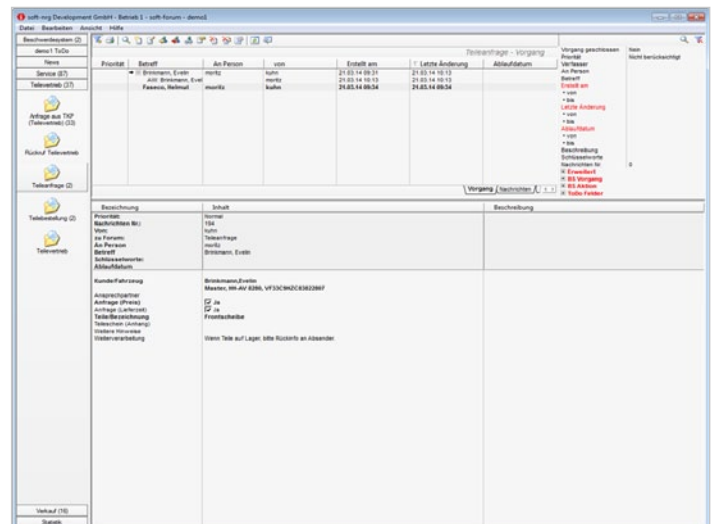 soft-nrg Development GmbH - Betrieb 1 - soft-forum - demo1
Datei Bearbeiten Ansicht Hilfe
Beschwerdesystem (2)
demo1 ToDo
News
Service (87)
Teilevertrieb (37)
Anfrage aus TKP (Teilevertrieb) (33)
Rückruf Teilevertrieb
Teileanfrage (2)
Teilebestellung (2)
Teilevertrieb
Verkauf (16)
Statistik
Teileanfrage - Vorgang
Priorität Betreff An Person von Erstellt am Letzte Änderung Ablaufdatum
Brinkmann, Evelin moritz kuhn 21.03.14 09:31 21.03.14 10:13
AW: Brinkmann, Evel moritz 21.03.14 10:13 21.03.14 10:13
Faseco, Helmut moritz kuhn 21.03.14 09:34 21.03.14 09:34
Vorgang Nachrichten
Vorgang geschlossen Nein
Priorität Nicht berücksichtigt
Verfasser
An Person
Betreff
Erstellt am
von
bis
Letzte Änderung
von
bis
Ablaufdatum
von
bis
Beschreibung
Schlüsselworte
Nachrichten Nr. 0
Erweitert
BS Vorgang
BS Aktion
ToDo Felder
Bezeichnung Inhalt Beschreibung
Priorität: Normal
Nachrichten Nr.: 194
Von: kuhn
zu Forum: Teileanfrage
An Person moritz
Betreff Brinkmann, Evelin
Schlüsselworte:
Ablaufdatum
Kunde/Fahrzeug Brinkmann,Evelin
Master, HH-AV 8290, VF33C9HZC83022807
Ansprechpartner
Anfrage (Preis) Ja
Anfrage (Lieferzeit) Ja
Teile/Bezeichnung Frontscheibe
Teileschein (Anhang)
Weitere Hinweise
Weiterverarbeitung Wenn Teile auf Lager, bitte Rückinfo an Absender.